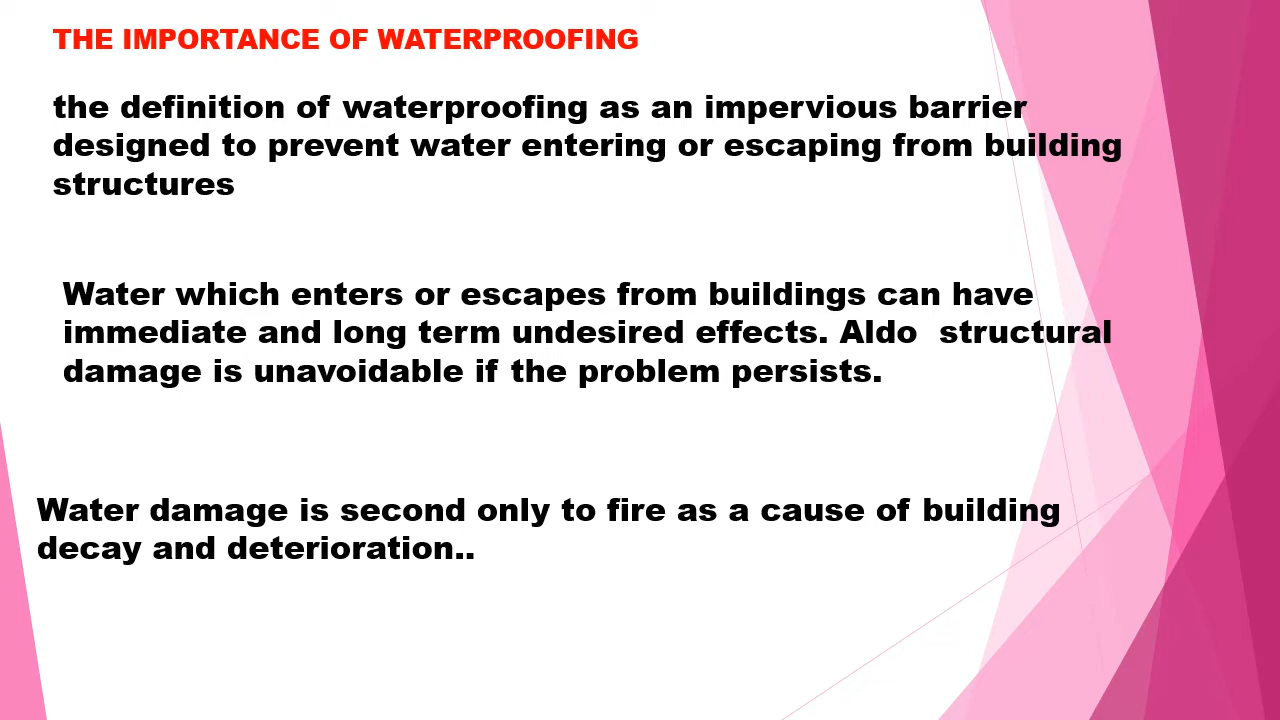 THE IMPORTANCE OF WATERPROOFING
the definition of waterproofing as an impervious barrier
designed to prevent water entering or escaping from building
structures
Water which enters or escapes from buildings can have
immediate and long term undesired effects. Aldo  structural
damage is unavoidable if the problem persists.
Water damage is second only to fire as a cause of building
decay and deterioration..